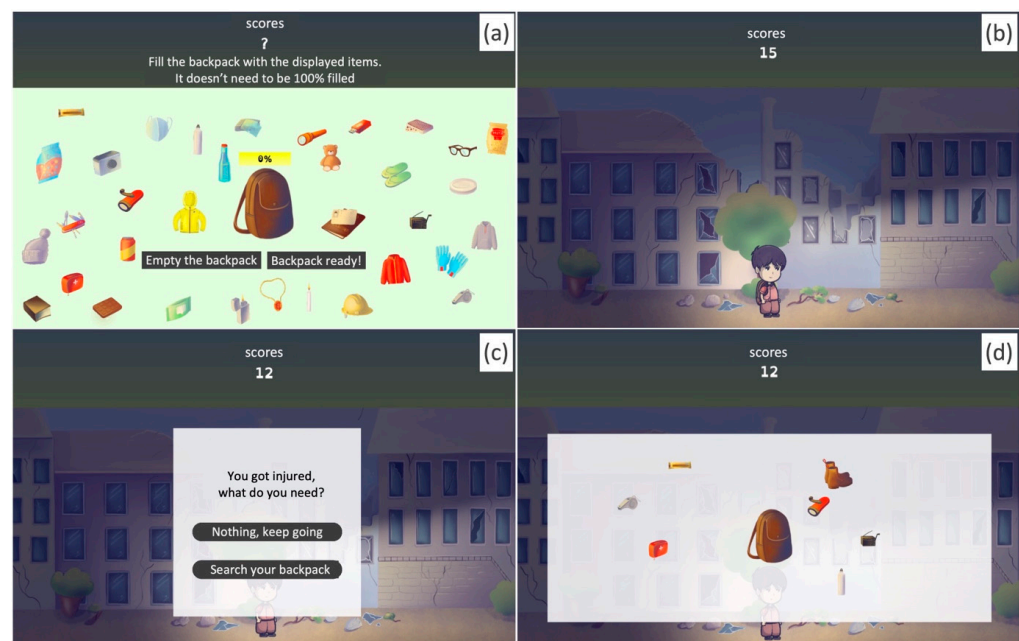 scores
?
Fill the backpack with the displayed items.
It doesn't need to be 100% filled
(a)
0%
Empty the backpack
Backpack ready!
scores
15
(b)
scores
12
(c)
You got injured,
what do you need?
Nothing, keep going
Search your backpack
scores
12
(d)